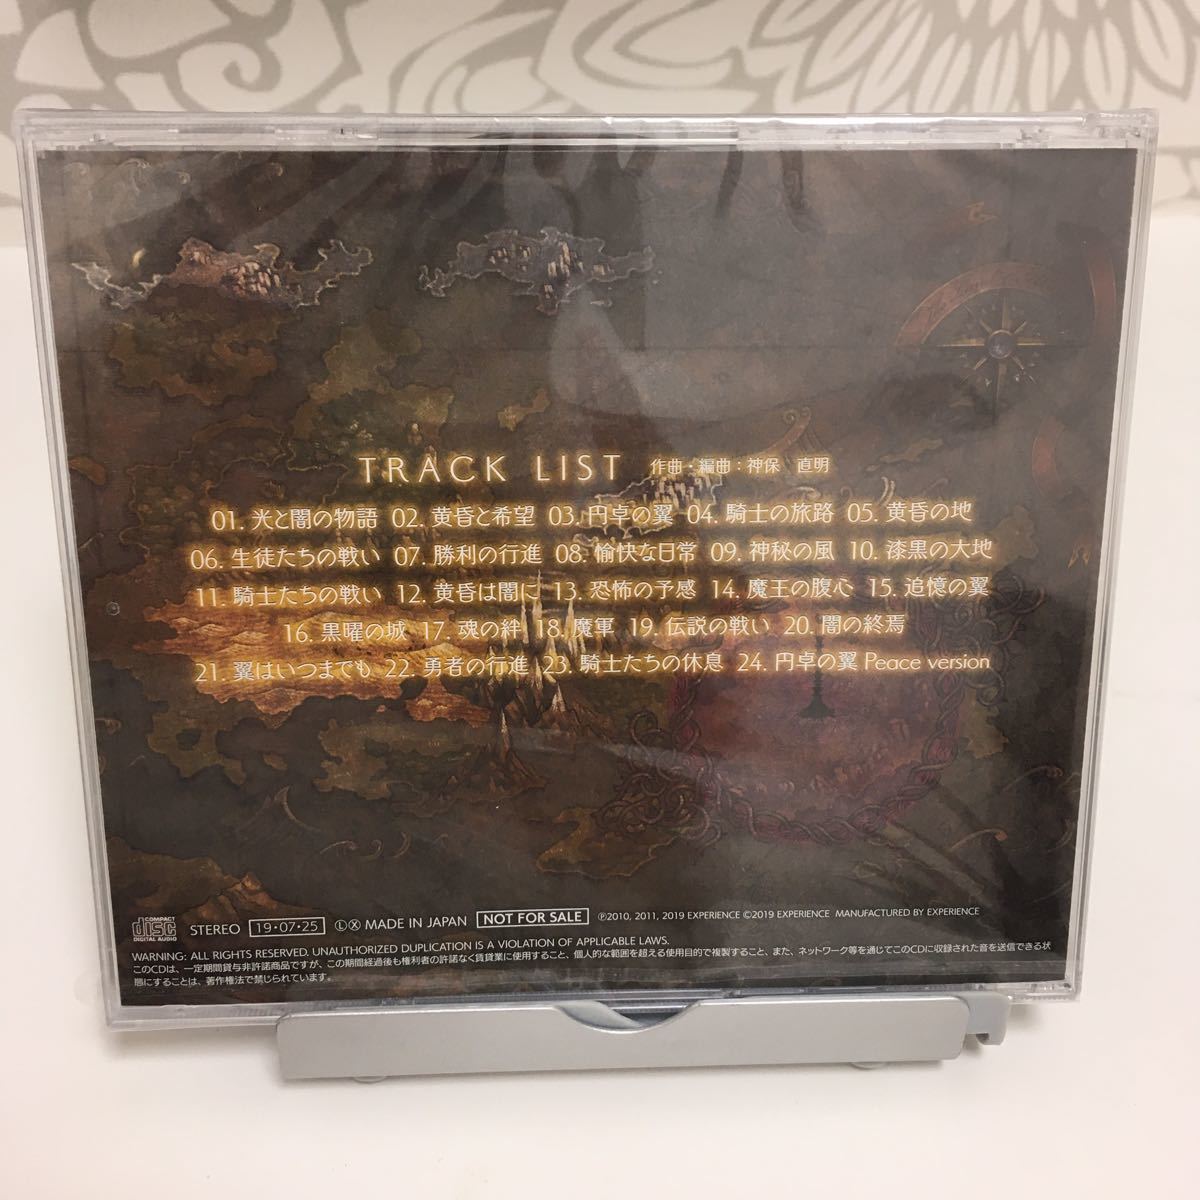 TRACK LIST 作曲・編曲：神保　直明
01. 光と闇の物語 02. 黄昏と希望 03. 円卓の翼 04. 騎士の旅路 05. 黄昏の地
06. 生徒たちの戦い 07. 勝利の行進 08. 愉快な日常 09. 神秘の風 10. 漆黒の大地
11. 騎士たちの戦い 12. 黄昏は闇に 13. 恐怖の予感 14. 魔王の腹心 15. 追憶の翼
16. 黒曜の城 17. 魂の絆 18. 魔軍 19. 伝説の戦い 20. 闇の終焉
21. 翼はいつまでも 22. 勇者の行進 23. 騎士たちの休息 24. 円卓の翼 Peace version
COMPACT disc DIGITAL AUDIO STEREO 19・07・25 ⓁⓍ MADE IN JAPAN NOT FOR SALE ℗2010, 2011, 2019 EXPERIENCE ©2019 EXPERIENCE MANUFACTURED BY EXPERIENCE
WARNING: ALL RIGHTS RESERVED. UNAUTHORIZED DUPLICATION IS A VIOLATION OF APPLICABLE LAWS.
このCDは、一定期間貸与非許諾商品ですが、この期間経過後も権利者の許諾なく賃貸業に使用すること、個人的な範囲を超える使用目的で複製すること、また、ネットワーク等を通じてこのCDに収録された音を送信できる状
態にすることは、著作権法で禁じられています。